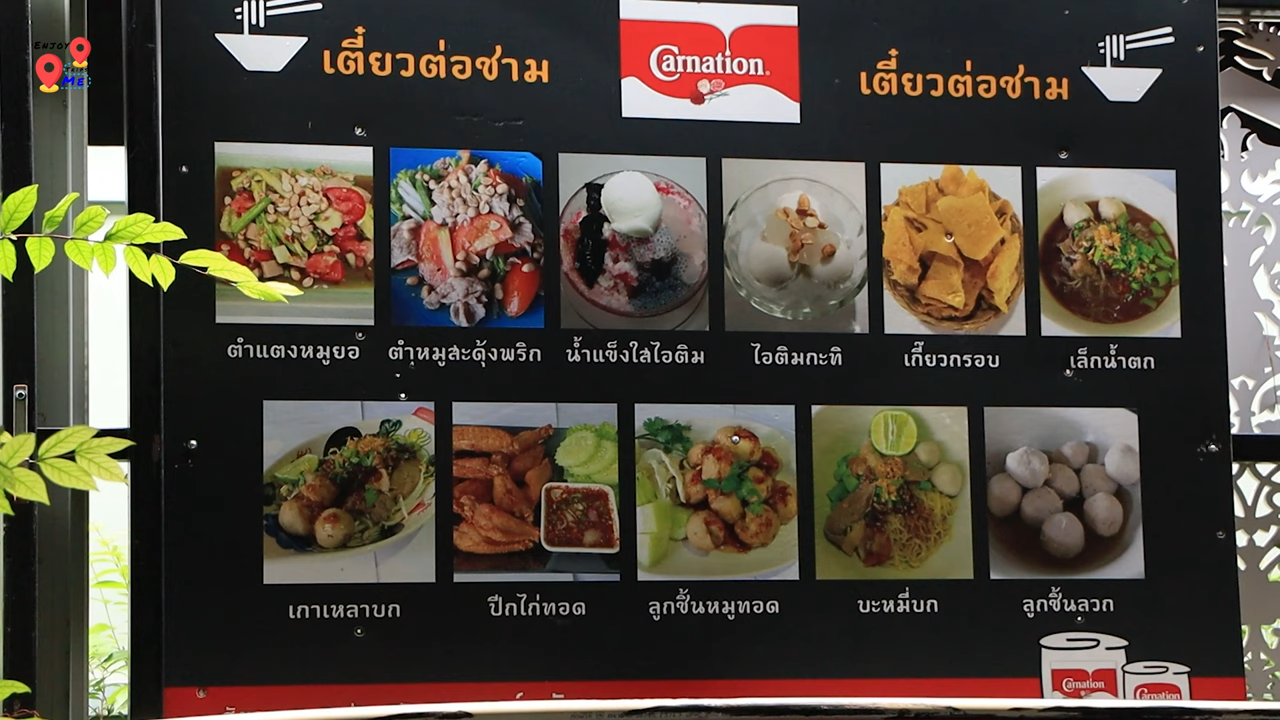 ENJOY
ME
เตี๋ยวต่อชาม
Carnation
เตี๋ยวต่อชาม
ตำแตงหมูยอ
ตำหมูสะดุ้งพริก
น้ำแข็งใสไอติม
ไอติมกะทิ
เกี๊ยวกรอบ
เล็กน้ำตก
เกาเหลาบก
ปีกไก่ทอด
ลูกชิ้นหมูทอด
บะหมี่บก
ลูกชิ้นลวก
Carnation
Carnation